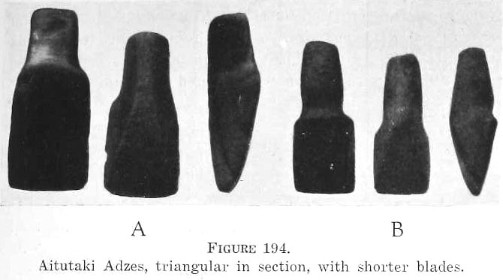 A
B
FIGURE 194.
Aitutaki Adzes, triangular in section, with shorter blades.